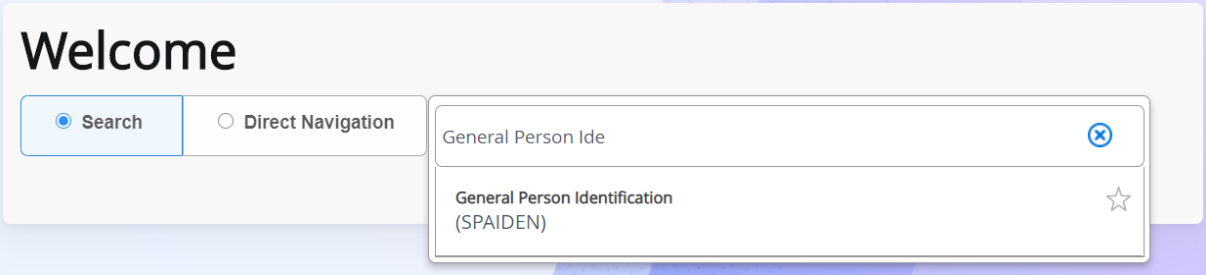 Welcome
Search
Direct Navigation
General Person Ide
General Person Identification
(SPAIDEN)